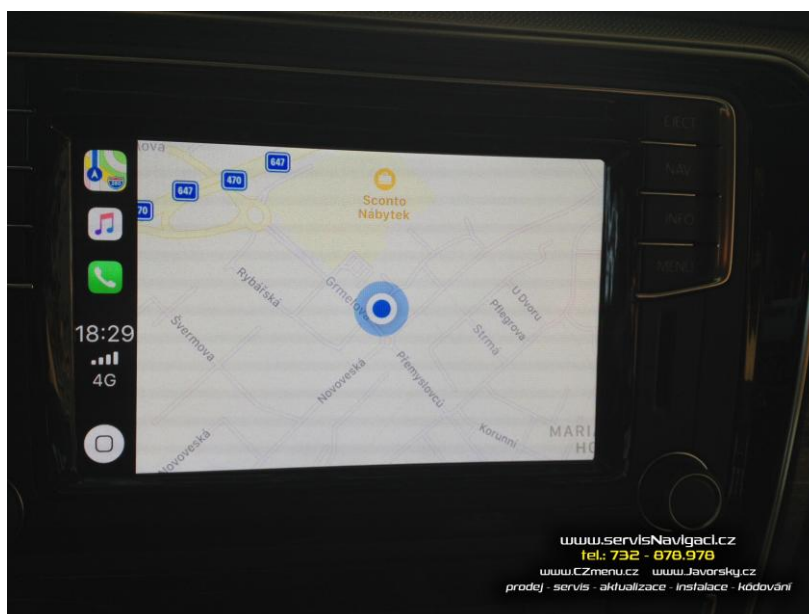 EJECT
NAV
INFO
MENU
647
470
647
70
Sconto
Nábytek
Rybářská
Grmelova
U Dvoru
Pflegrova
Strmá
Švermova
Přemyslovců
Novoveská
Korunní
Novoveská
MARI
HO
280
18:29
4G
www.servisNavigaci.cz
tel.: 732 - 878.978
www.CZmenu.cz www.Javorsky.cz
prodej - servis - aktualizace - instalace - kódování